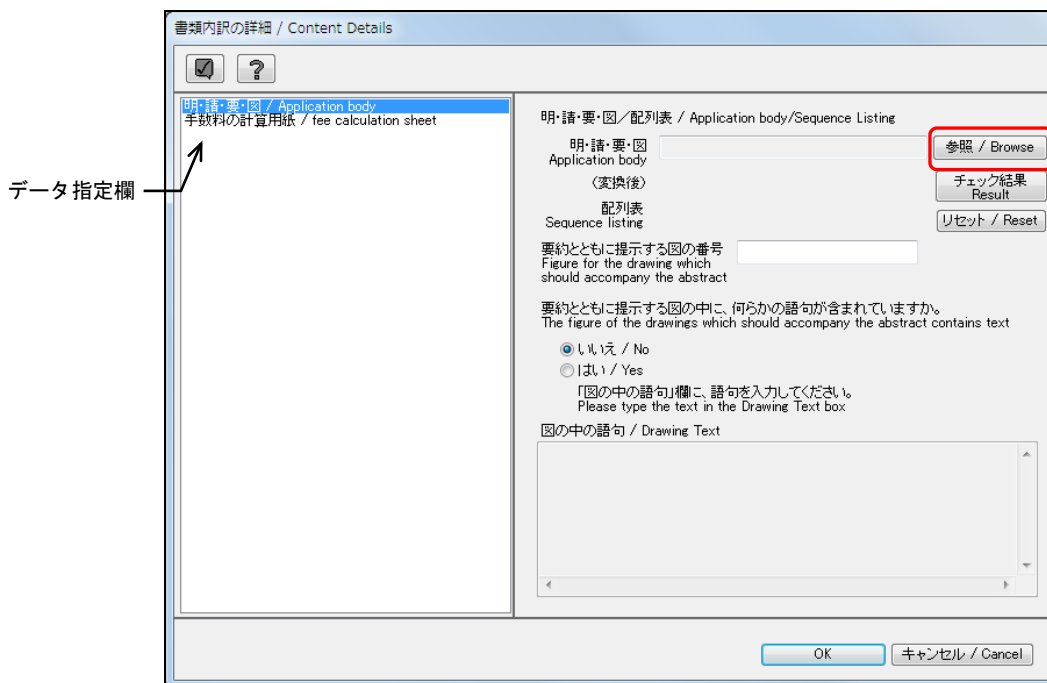 書類内訳の詳細 / Content Details
?
明・請・要・図 / Application body
手数料の計算用紙 / fee calculation sheet
データ指定欄
明・請・要・図／配列表 / Application body/Sequence Listing
明・請・要・図
Application body
参照 / Browse
（変換後）
チェック結果
Result
配列表
Sequence listing
リセット / Reset
要約とともに提示する図の番号
Figure for the drawing which
should accompany the abstract
要約とともに提示する図の中に、何らかの語句が含まれていますか。
The figure of the drawings which should accompany the abstract contains text
いいえ / No
はい / Yes
「図の中の語句」欄に、語句を入力してください。
Please type the text in the Drawing Text box
図の中の語句 / Drawing Text
OK
キャンセル / Cancel